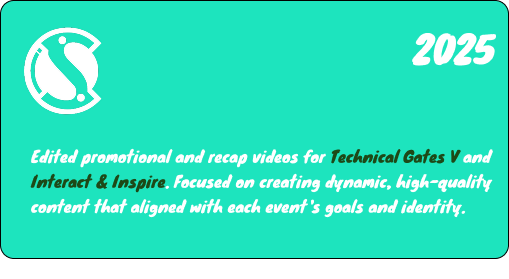 2025
Edited promotional and recap videos for Technical Gates V and
Interact & Inspire. Focused on creating dynamic, high-quality
content that aligned with each event's goals and identity.